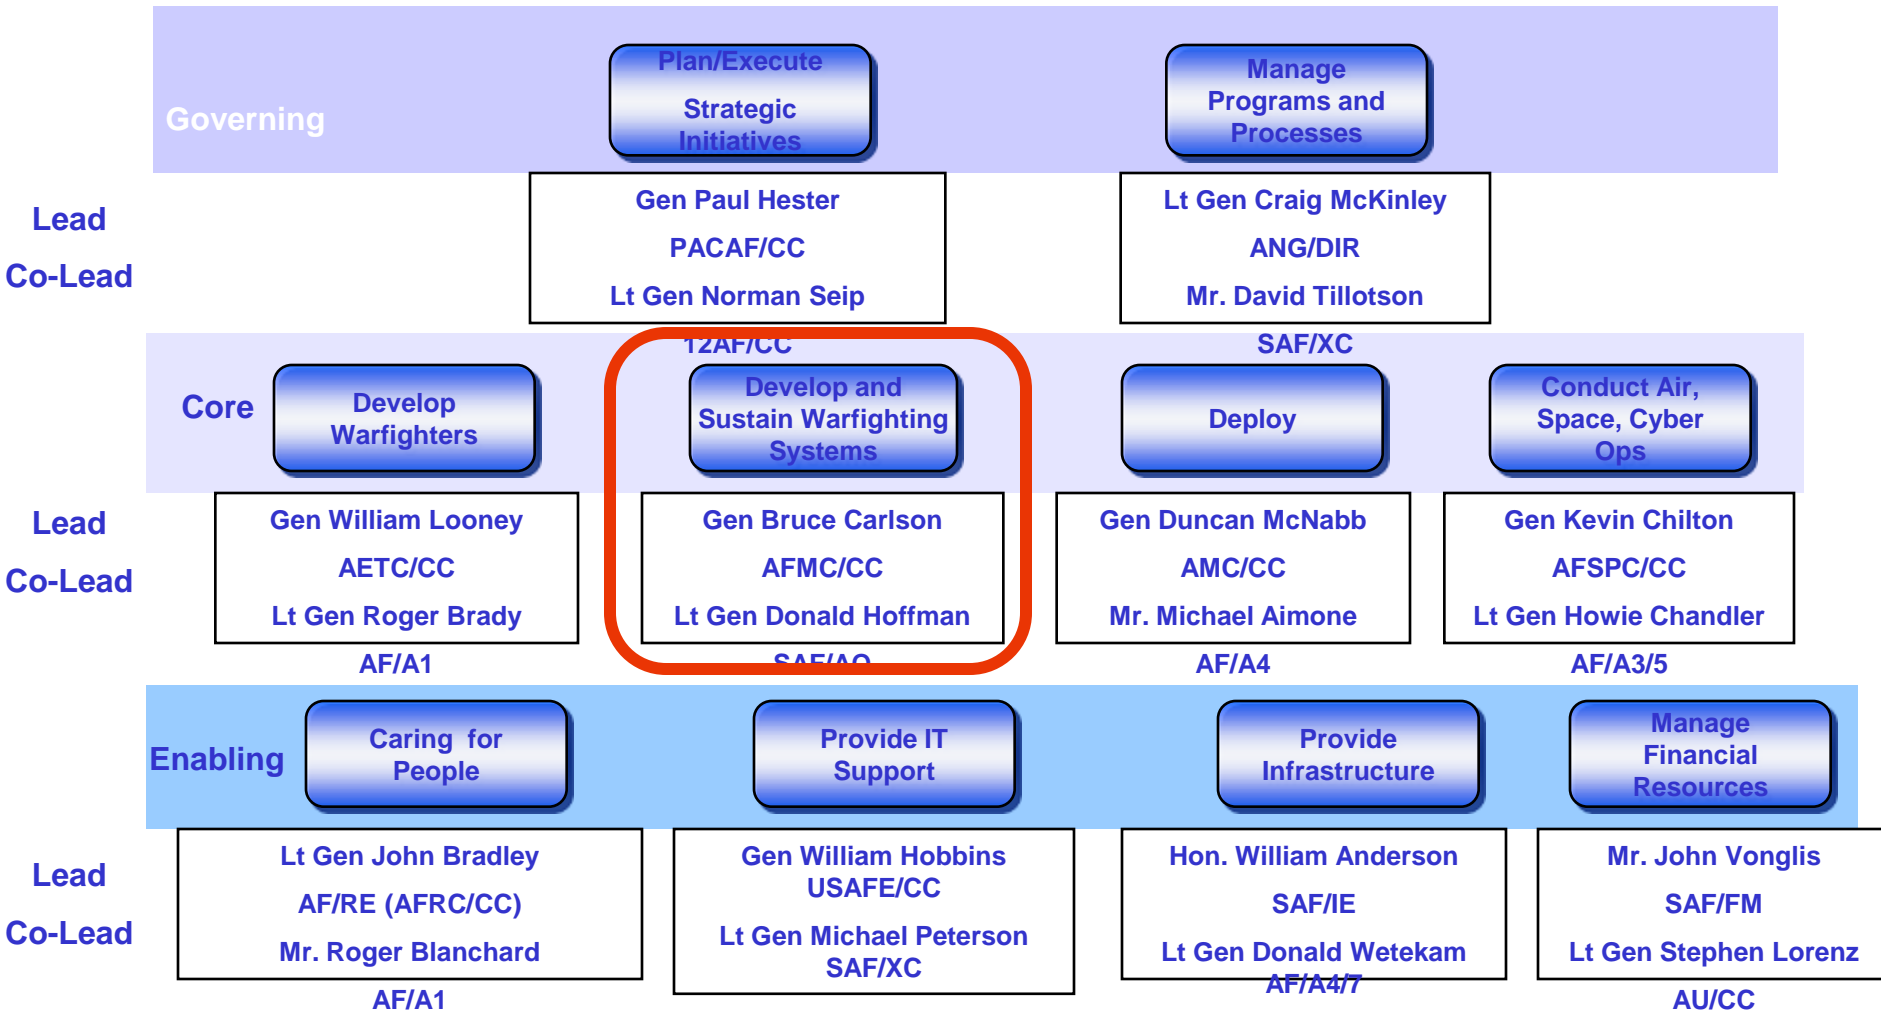 Governing
Plan/Execute
Strategic
Initiatives
Manage
Programs and
Processes
Lead
Co-Lead
Gen Paul Hester
PACAF/CC
Lt Gen Norman Seip
12AF/CC
Lt Gen Craig McKinley
ANG/DIR
Mr. David Tillotson
SAF/XC
Core
Develop
Warfighters
Develop and
Sustain Warfighting
Systems
Deploy
Conduct Air,
Space, Cyber
Ops
Lead
Co-Lead
Gen William Looney
AETC/CC
Lt Gen Roger Brady
AF/A1
Gen Bruce Carlson
AFMC/CC
Lt Gen Donald Hoffman
SAF/AQ
Gen Duncan McNabb
AMC/CC
Mr. Michael Aimone
AF/A4
Gen Kevin Chilton
AFSPC/CC
Lt Gen Howie Chandler
AF/A3/5
Enabling
Caring for
People
Provide IT
Support
Provide
Infrastructure
Manage
Financial
Resources
Lead
Co-Lead
Lt Gen John Bradley
AF/RE (AFRC/CC)
Mr. Roger Blanchard
AF/A1
Gen William Hobbins
USAFE/CC
Lt Gen Michael Peterson
SAF/XC
Hon. William Anderson
SAF/IE
Lt Gen Donald Wetekam
AF/A4/7
Mr. John Vonglis
SAF/FM
Lt Gen Stephen Lorenz
AU/CC